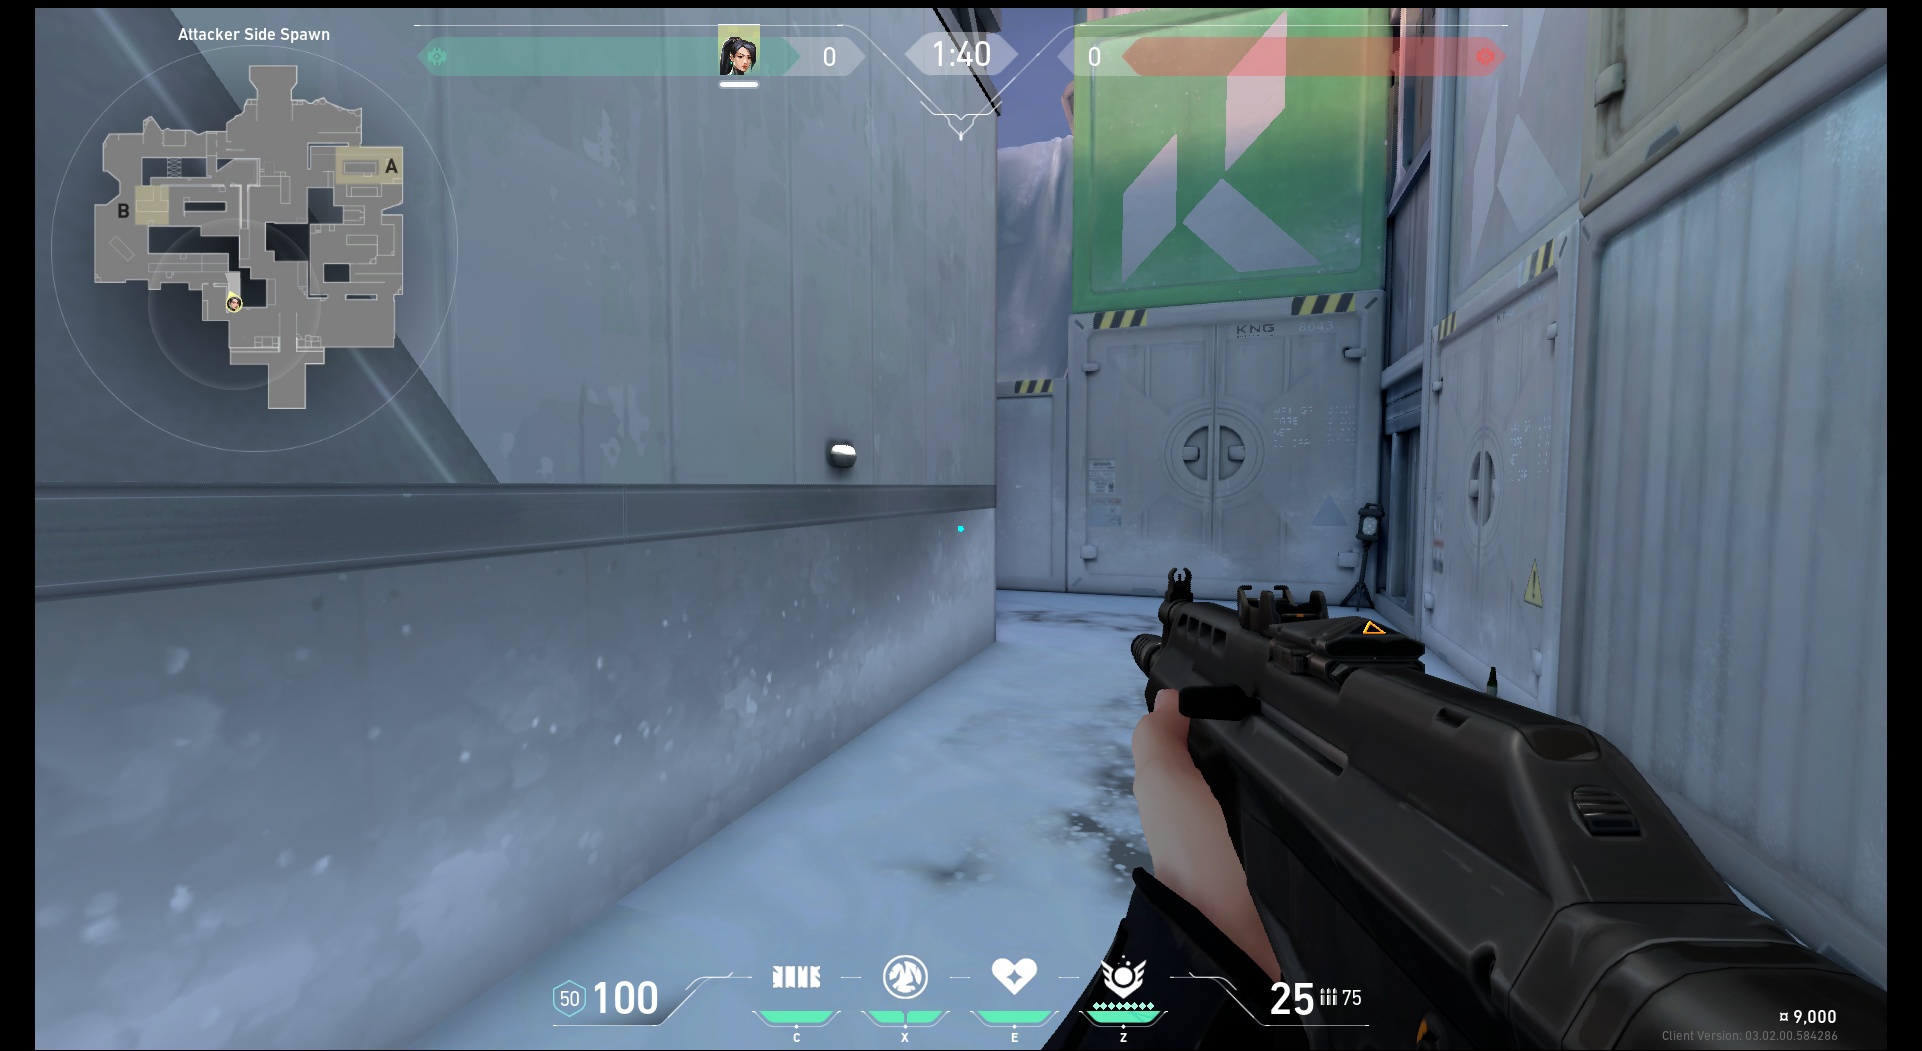 Attacker Side Spawn
0
1:40
0
A
B
KNG 8043
50 100
25 75
C X E Z
¤ 9,000
Client Version: 03.02.00.584286